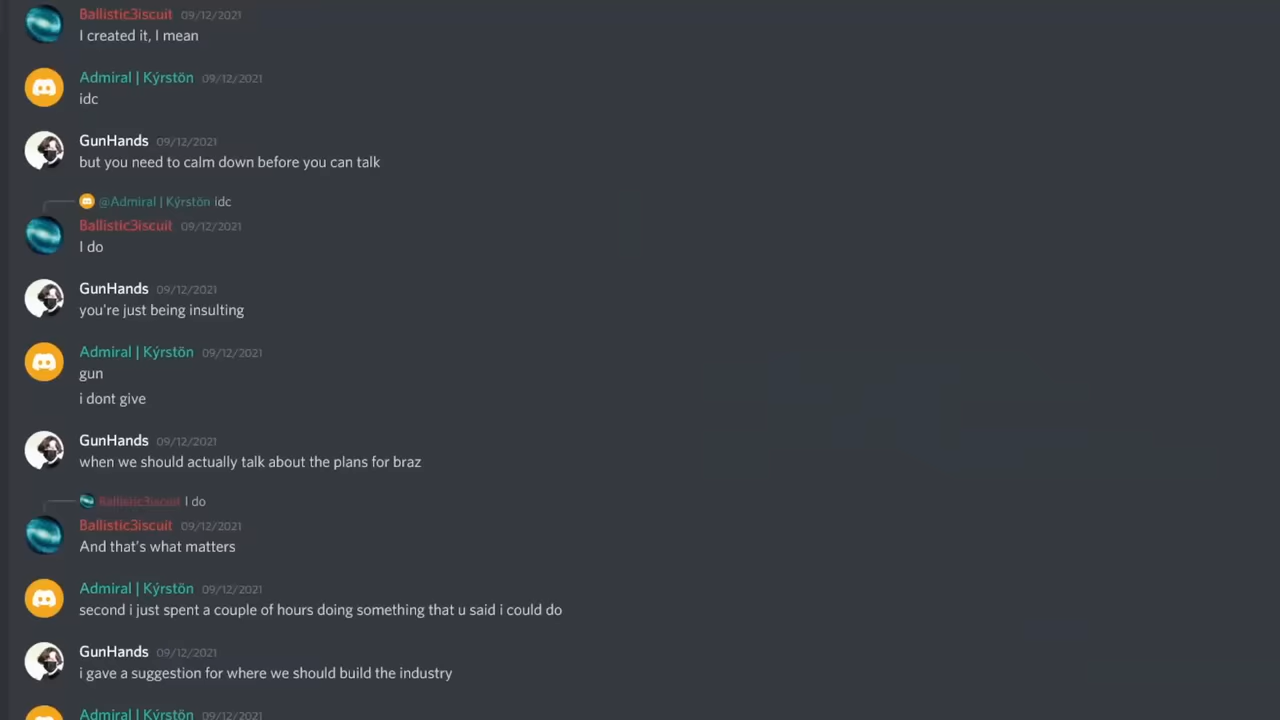 Ballistic3iscuit 09/12/2021
I created it, I mean
Admiral | Kýrstön 09/12/2021
idc
GunHands 09/12/2021
but you need to calm down before you can talk
@Admiral | Kýrstön idc
Ballistic3iscuit 09/12/2021
I do
GunHands 09/12/2021
you're just being insulting
Admiral | Kýrstön 09/12/2021
gun
i dont give
GunHands 09/12/2021
when we should actually talk about the plans for braz
Ballistic3iscuit I do
Ballistic3iscuit 09/12/2021
And that's what matters
Admiral | Kýrstön 09/12/2021
second i just spent a couple of hours doing something that u said i could do
GunHands 09/12/2021
i gave a suggestion for where we should build the industry
Admiral | Kýrstön 09/12/2021